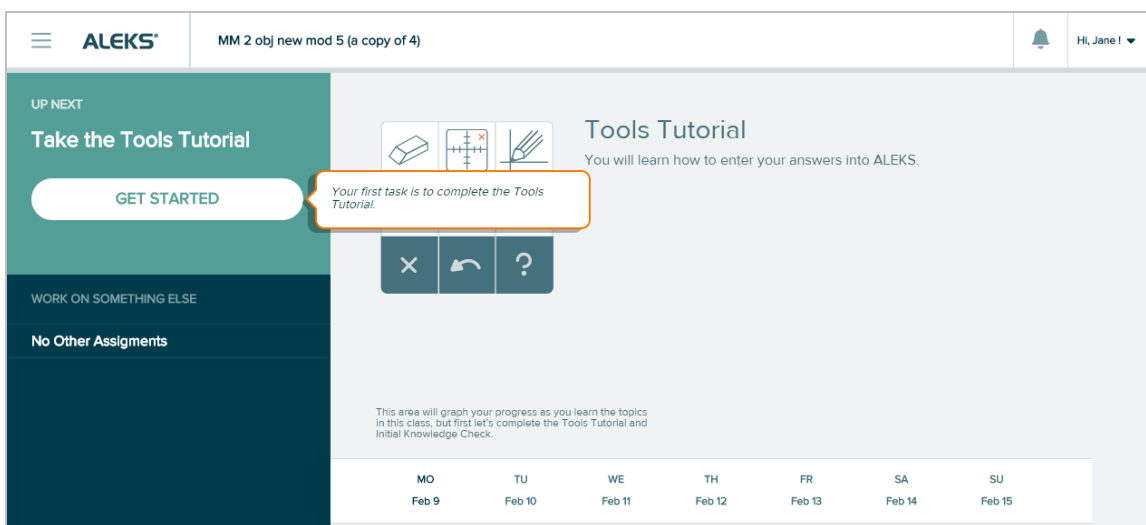 ALEKS®
MM 2 obj new mod 5 (a copy of 4)
Hi, Jane !
UP NEXT
Take the Tools Tutorial
GET STARTED
Your first task is to complete the Tools
Tutorial.
WORK ON SOMETHING ELSE
No Other Assigments
Tools Tutorial
You will learn how to enter your answers into ALEKS.
?
This area will graph your progress as you learn the topics
in this class, but first let's complete the Tools Tutorial and
Initial Knowledge Check.
MO TU WE TH FR SA SU
Feb 9 Feb 10 Feb 11 Feb 12 Feb 13 Feb 14 Feb 15